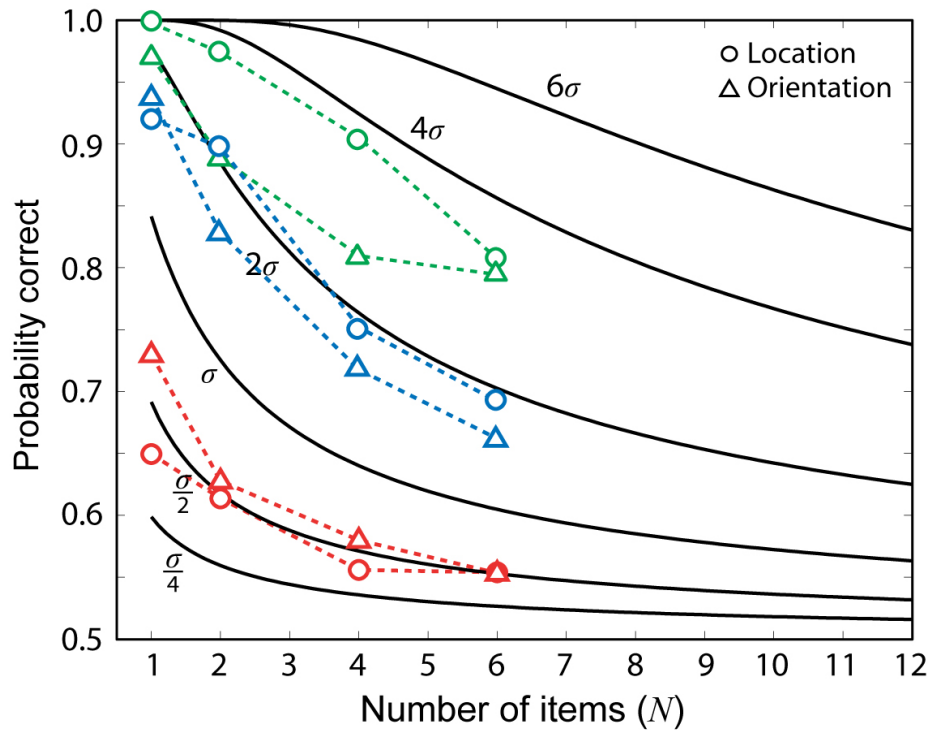 Probability correct
1.0
0.9
0.8
0.7
0.6
0.5
Location
Orientation
6σ
4σ
2σ
σ
σ/2
σ/4
1 2 3 4 5 6 7 8 9 10 11 12
Number of items (N)